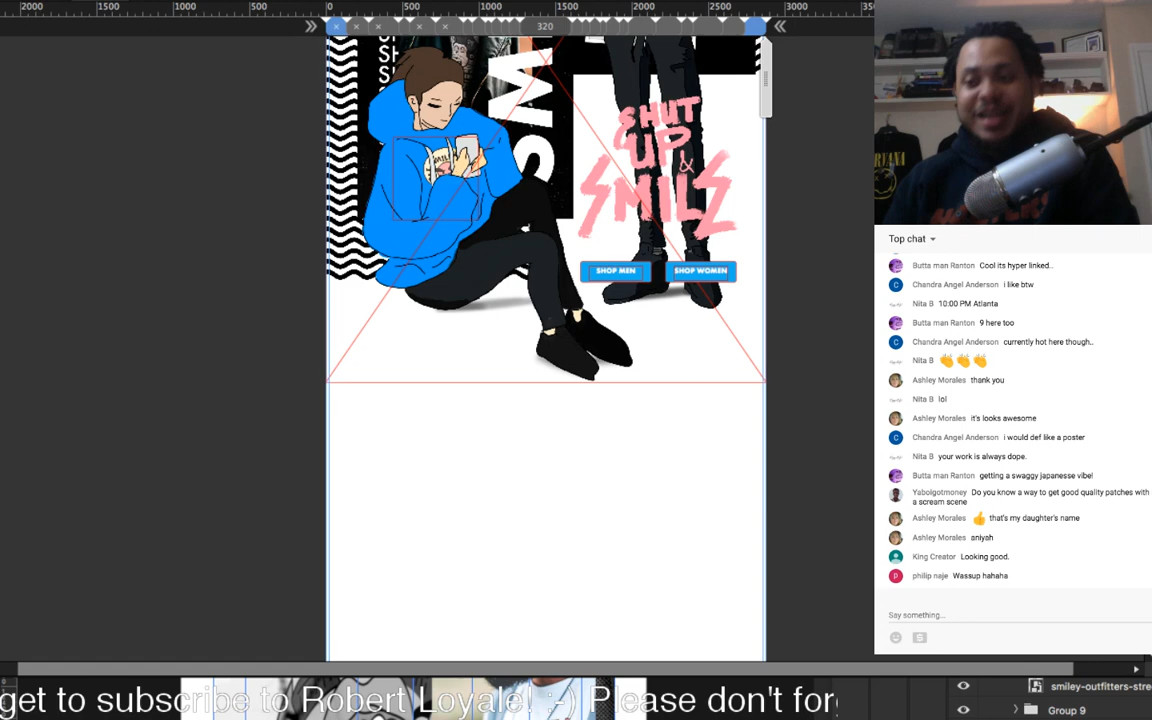 2000 1500 1000 500 0 500 1000 1500 2000 2500 3000
320
SHUT
UP &
SMILE
SHOP MEN SHOP WOMEN
NIRVANA
Top chat
Butta man Ranton Cool its hyper linked..
Chandra Angel Anderson i like btw
Nita B 10:00 PM Atlanta
Butta man Ranton 9 here too
Chandra Angel Anderson currently hot here though..
Nita B 👏👏👏
Ashley Morales thank you
Nita B lol
Ashley Morales it's looks awesome
Chandra Angel Anderson i would def like a poster
Nita B your work is always dope.
Butta man Ranton getting a swaggy japanesse vibe!
Yabolgotmoney Do you know a way to get good quality patches with
a scream scene
Ashley Morales 👍 that's my daughter's name
Ashley Morales aniyah
King Creator Looking good.
philip naje Wassup hahaha
Say something...
get to subscribe to Robert Loyale! :-) Please don't for
smiley-outfitters-stre
Group 9